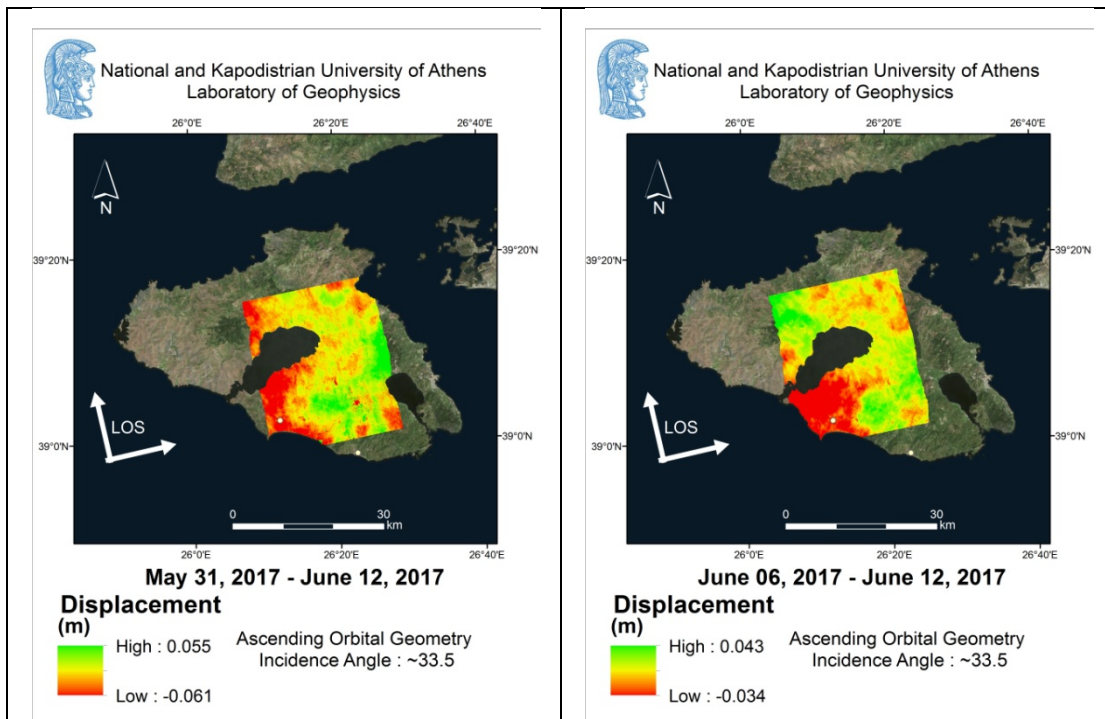 National and Kapodistrian University of Athens
Laboratory of Geophysics
26°0'E 26°20'E 26°40'E
N
39°20'N 39°20'N
LOS
39°0'N 39°0'N
0 30
km
26°0'E 26°20'E 26°40'E
May 31, 2017 - June 12, 2017
Displacement
(m)
High : 0.055
Low : -0.061
Ascending Orbital Geometry
Incidence Angle : ~33.5
National and Kapodistrian University of Athens
Laboratory of Geophysics
26°0'E 26°20'E 26°40'E
N
39°20'N 39°20'N
LOS
39°0'N 39°0'N
0 30
km
26°0'E 26°20'E 26°40'E
June 06, 2017 - June 12, 2017
Displacement
(m)
High : 0.043
Low : -0.034
Ascending Orbital Geometry
Incidence Angle : ~33.5